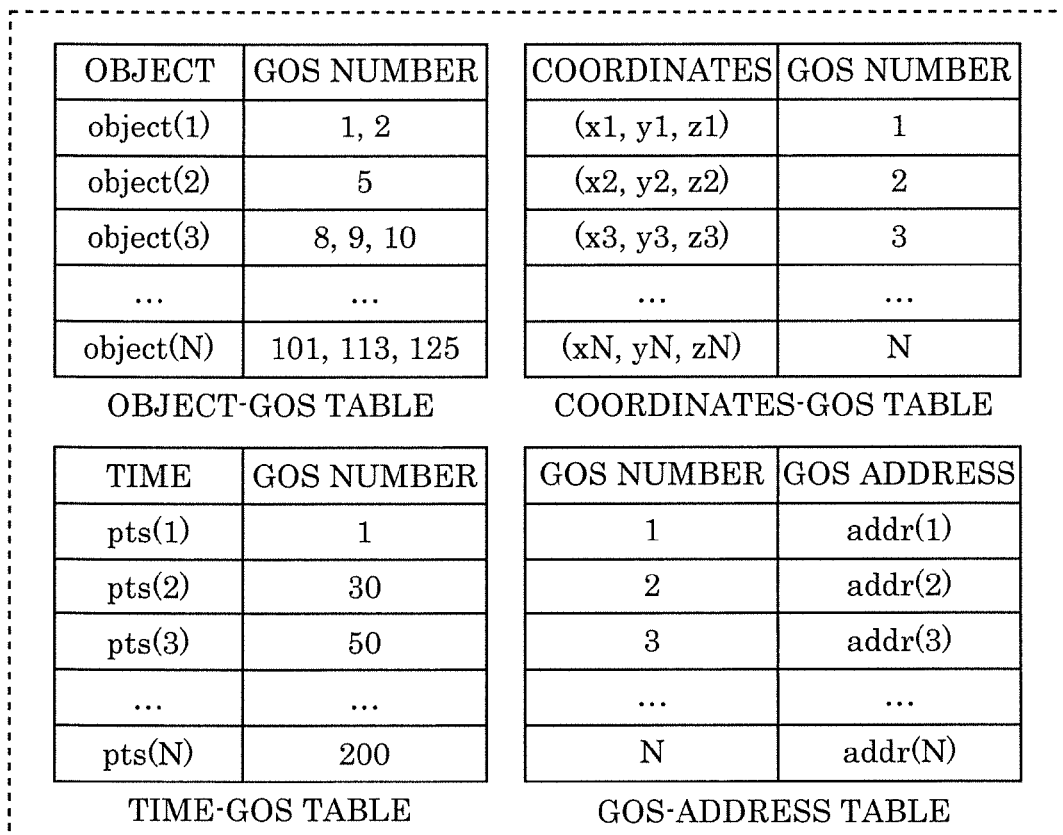 OBJECT GOS NUMBER
object(1) 1, 2
object(2) 5
object(3) 8, 9, 10
... ...
object(N) 101, 113, 125
OBJECT-GOS TABLE
COORDINATES GOS NUMBER
(x1, y1, z1) 1
(x2, y2, z2) 2
(x3, y3, z3) 3
... ...
(xN, yN, zN) N
COORDINATES-GOS TABLE
TIME GOS NUMBER
pts(1) 1
pts(2) 30
pts(3) 50
... ...
pts(N) 200
TIME-GOS TABLE
GOS NUMBER GOS ADDRESS
1 addr(1)
2 addr(2)
3 addr(3)
... ...
N addr(N)
GOS-ADDRESS TABLE